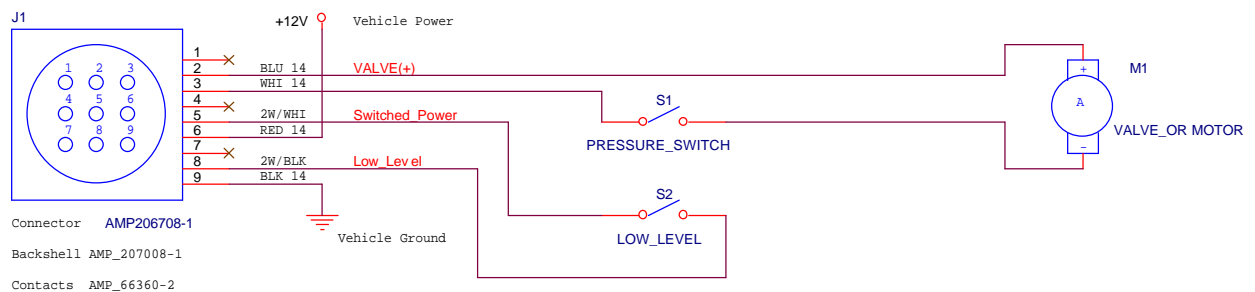 J1
+12V Vehicle Power
1
2 BLU 14 VALVE(+)
3 WHI 14
4
5 2W/WHI Switched_Power
6 RED 14
7
8 2W/BLK Low_Level
9 BLK 14
1 2 3
4 5 6
7 8 9
S1
PRESSURE_SWITCH
+
A
−
M1
VALVE_OR MOTOR
S2
LOW_LEVEL
Vehicle Ground
Connector AMP206708-1
Backshell AMP_207008-1
Contacts AMP_66360-2